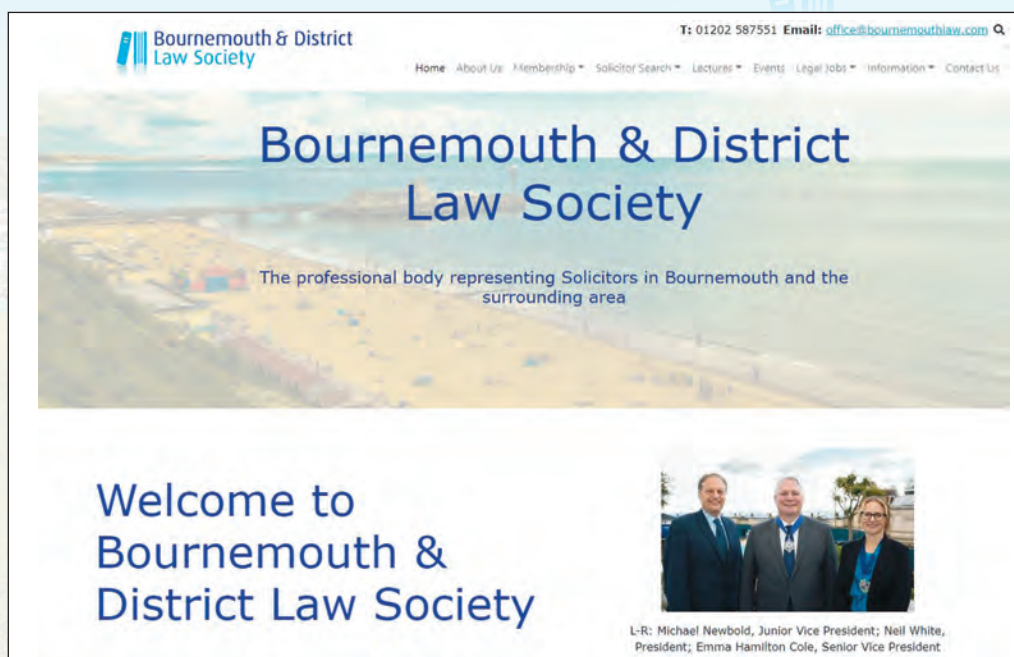 Bournemouth & District
Law Society
T: 01202 587551 Email: office@bournemouthlaw.com
Home About Us Membership Solicitor Search Lectures Events Legal Jobs Information Contact Us
Bournemouth & District
Law Society
The professional body representing Solicitors in Bournemouth and the
surrounding area
Welcome to
Bournemouth &
District Law Society
L-R: Michael Newbold, Junior Vice President; Neil White,
President; Emma Hamilton Cole, Senior Vice President